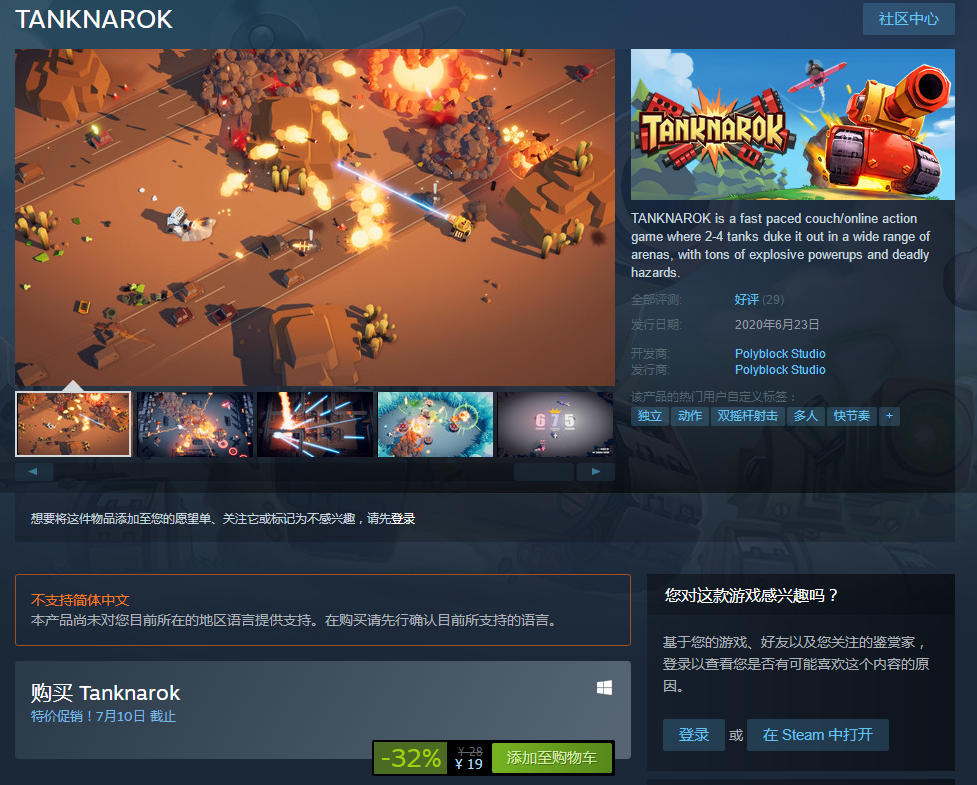 TANKNAROK
社区中心
TANKNAROK
TANKNAROK is a fast paced couch/online action
game where 2-4 tanks duke it out in a wide range of
arenas, with tons of explosive powerups and deadly
hazards.
全部评测: 好评 (29)
发行日期: 2020年6月23日
开发商: Polyblock Studio
发行商: Polyblock Studio
该产品的热门用户自定义标签：
独立 动作 双摇杆射击 多人 快节奏 +
6 7 5
想要将这件物品添加至您的愿望单、关注它或标记为不感兴趣，请先登录
不支持简体中文
本产品尚未对您目前所在的地区语言提供支持。在购买请先行确认目前所支持的语言。
购买 Tanknarok
特价促销！7月10日 截止
-32% ¥ 28 ¥ 19 添加至购物车
您对这款游戏感兴趣吗？
基于您的游戏、好友以及您关注的鉴赏家，
登录以查看您是否有可能喜欢这个内容的原
因。
登录 或 在 Steam 中打开